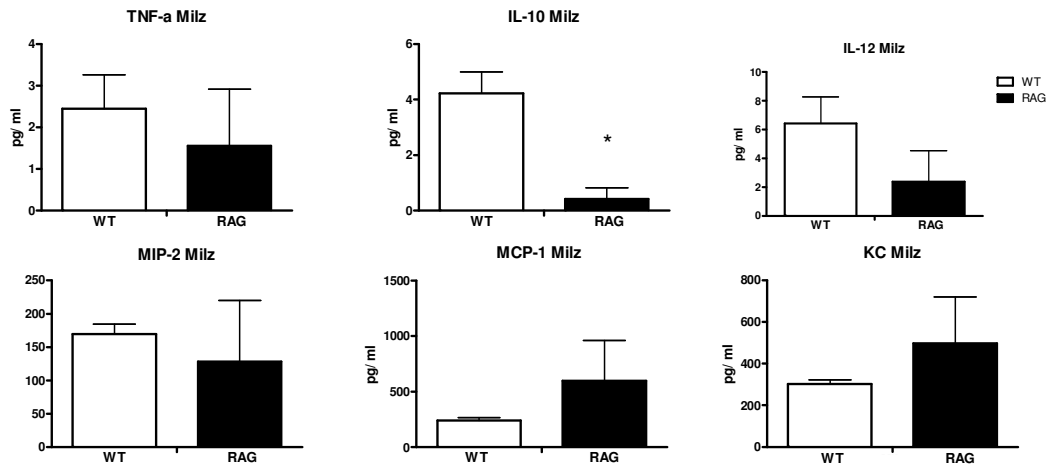 TNF-a Milz
4
3
2
1
0
pg/ ml
WT
RAG
IL-10 Milz
6
4
2
0
pg/ ml
*
WT
RAG
IL-12 Milz
10
8
6
4
2
0
pg/ ml
WT
RAG
WT
RAG
MIP-2 Milz
250
200
150
100
50
0
WT
RAG
MCP-1 Milz
1500
1000
500
0
pg/ ml
WT
RAG
KC Milz
800
600
400
200
0
pg/ ml
WT
RAG